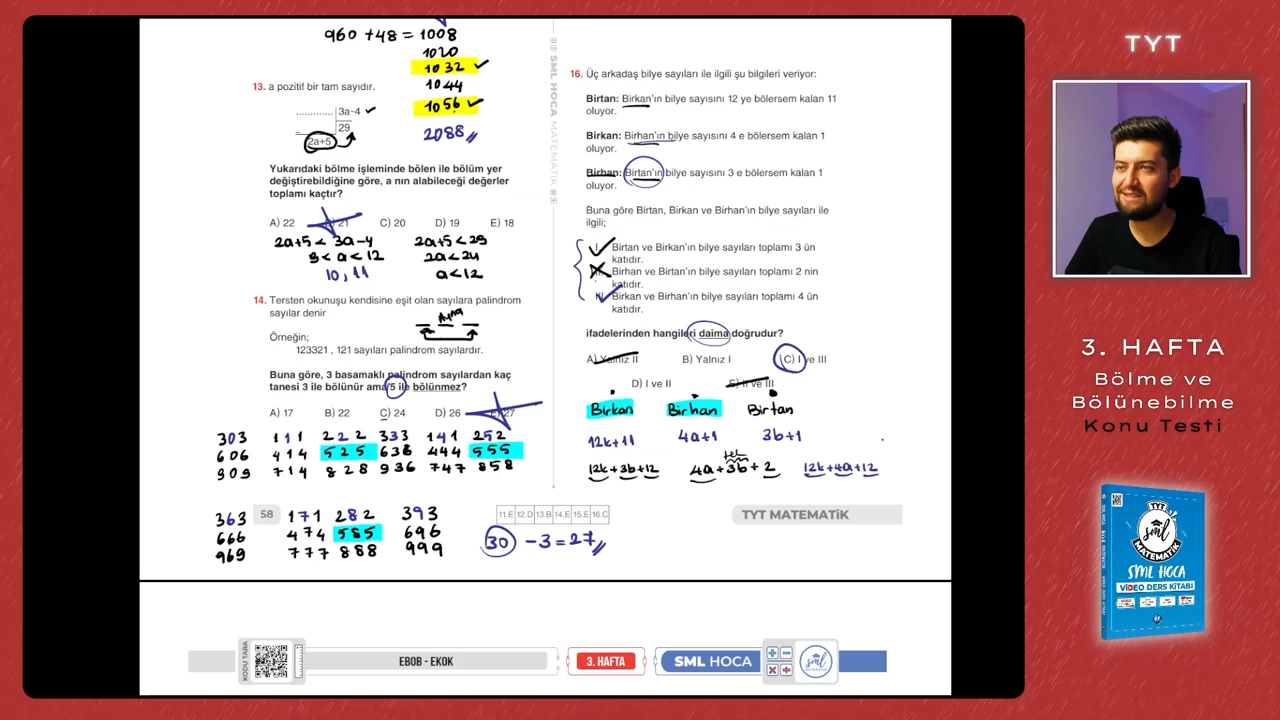 960 + 48 = 1008
1020
1032
1044
1056
2088
13. a pozitif bir tam sayıdır.
............. 3a−4
29
2a+5
Yukarıdaki bölme işleminde bölen ile bölüm yer
değiştirebildiğine göre, a nın alabileceği değerler
toplamı kaçtır?
A) 22 B) 21 C) 20 D) 19 E) 18
2a+5 < 3a−4 2a+5 < 29
9 < a < 12 2a < 24
10, 11 a < 12
14. Tersten okunuşu kendisine eşit olan sayılara palindrom
sayılar denir
Aynı
Örneğin;
123321 , 121 sayıları palindrom sayılardır.
Buna göre, 3 basamaklı palindrom sayılardan kaç
tanesi 3 ile bölünür ama 5 ile bölünmez?
A) 17 B) 22 C) 24 D) 26 E) 27
303 111 222 333 141 252
606 414 525 636 444 555
909 714 828 936 747 858
363 171 282 393
666 474 585 696
969 777 888 999
58
SML HOCA MATEMATİK
16. Üç arkadaş bilye sayıları ile ilgili şu bilgileri veriyor:
Birtan: Birkan'ın bilye sayısını 12 ye bölersem kalan 11
oluyor.
Birkan: Birhan'ın bilye sayısını 4 e bölersem kalan 1
oluyor.
Birhan: Birtan'ın bilye sayısını 3 e bölersem kalan 1
oluyor.
Buna göre Birtan, Birkan ve Birhan'ın bilye sayıları ile
ilgili;
I. Birtan ve Birkan'ın bilye sayıları toplamı 3 ün
katıdır.
II. Birhan ve Birtan'ın bilye sayıları toplamı 2 nin
katıdır.
III. Birkan ve Birhan'ın bilye sayıları toplamı 4 ün
katıdır.
ifadelerinden hangileri daima doğrudur?
A) Yalnız II B) Yalnız I C) I ve III
D) I ve II E) II ve III
Birkan Birhan Birtan
12k+11 4a+1 3b+1
12k+3b+12 4a+3b+2 12k+4a+12
11.E 12.D 13.B 14.E 15.E 16.C
30 − 3 = 27
TYT MATEMATİK
KODU TARA
EBOB - EKOK
3. HAFTA
SML HOCA
sml
TYT
3. HAFTA
Bölme ve
Bölünebilme
Konu Testi
TYT
sml
MATEMATİK
SML HOCA
VİDEO DERS KİTABI